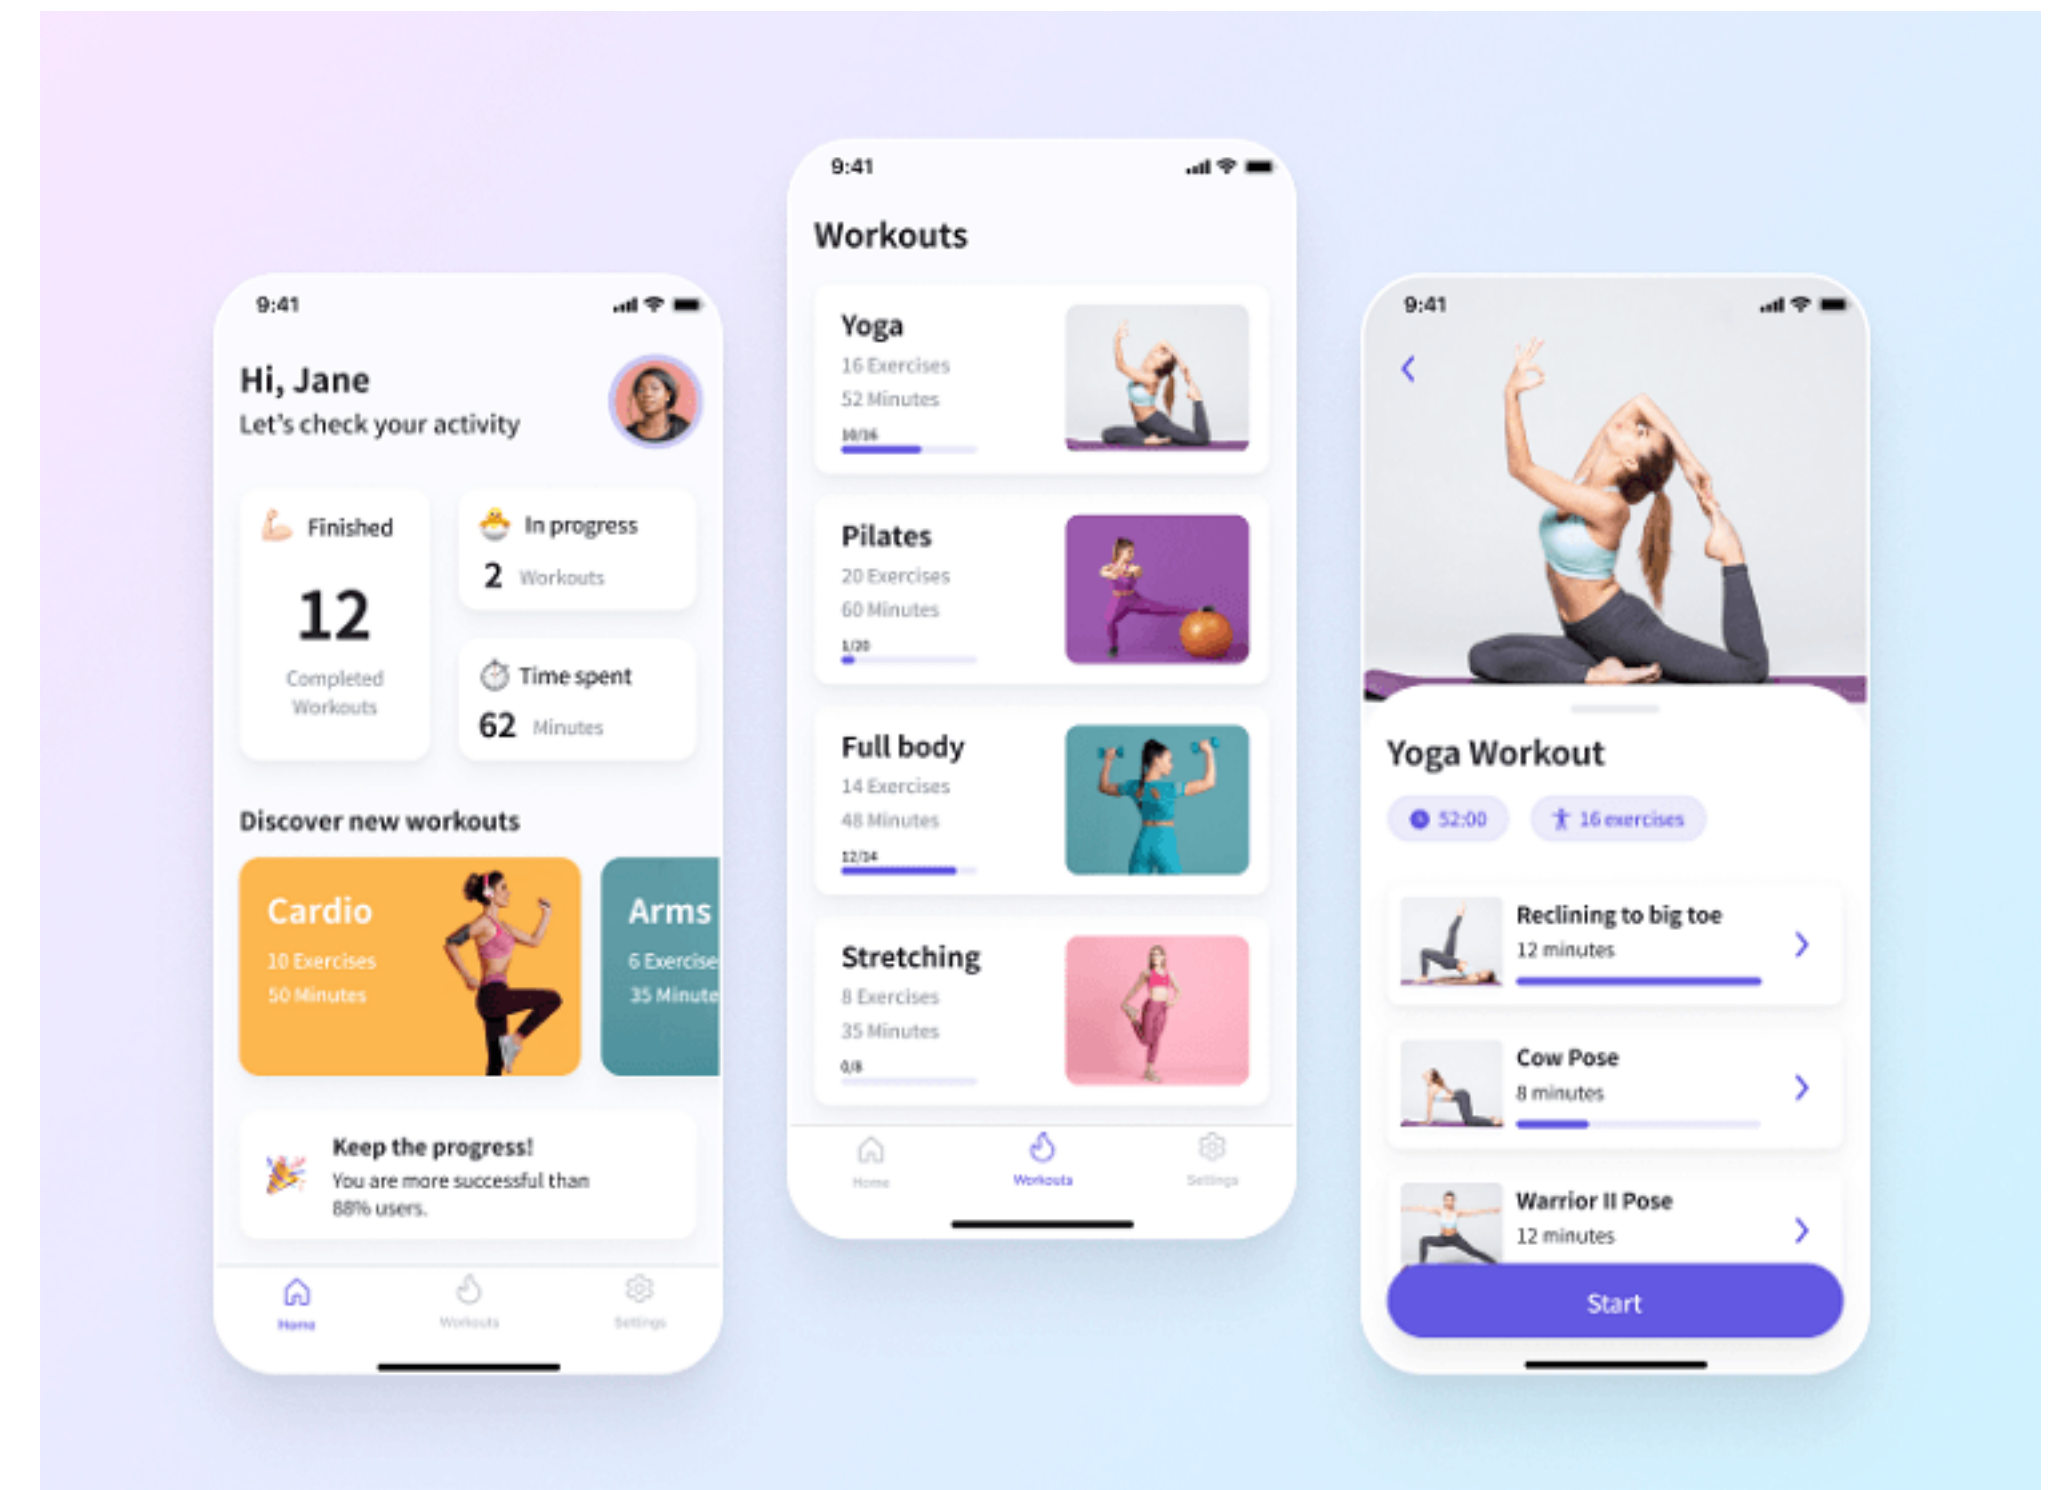 9:41
Hi, Jane
Let's check your activity
Finished
12
Completed
Workouts
In progress
2 Workouts
Time spent
62 Minutes
Discover new workouts
Cardio
10 Exercises
50 Minutes
Arms
6 Exercise
35 Minute
Keep the progress!
You are more successful than
88% users.
Home
Workouts
Settings
9:41
Workouts
Yoga
16 Exercises
52 Minutes
10/16
Pilates
20 Exercises
60 Minutes
1/20
Full body
14 Exercises
48 Minutes
12/14
Stretching
8 Exercises
35 Minutes
0/8
Home
Workouts
Settings
9:41
Yoga Workout
52:00
16 exercises
Reclining to big toe
12 minutes
Cow Pose
8 minutes
Warrior II Pose
12 minutes
Start